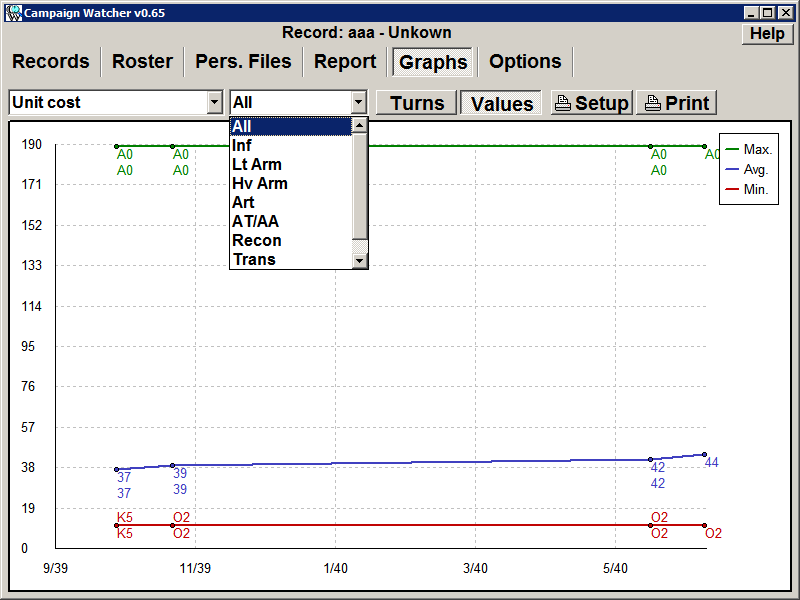 Campaign Watcher v0.65
Record: aaa - Unkown
Help
Records Roster Pers. Files Report Graphs Options
Unit cost All Turns Values Setup Print
All
Inf
Lt Arm
Hv Arm
Art
AT/AA
Recon
Trans
190
171
152
133
114
95
76
57
38
19
0
A0 A0 A0 A0
A0 A0 A0
Max.
Avg.
Min.
37 39 42 44
37 39 42
K5 O2 O2
K5 O2 O2 O2
9/39 11/39 1/40 3/40 5/40